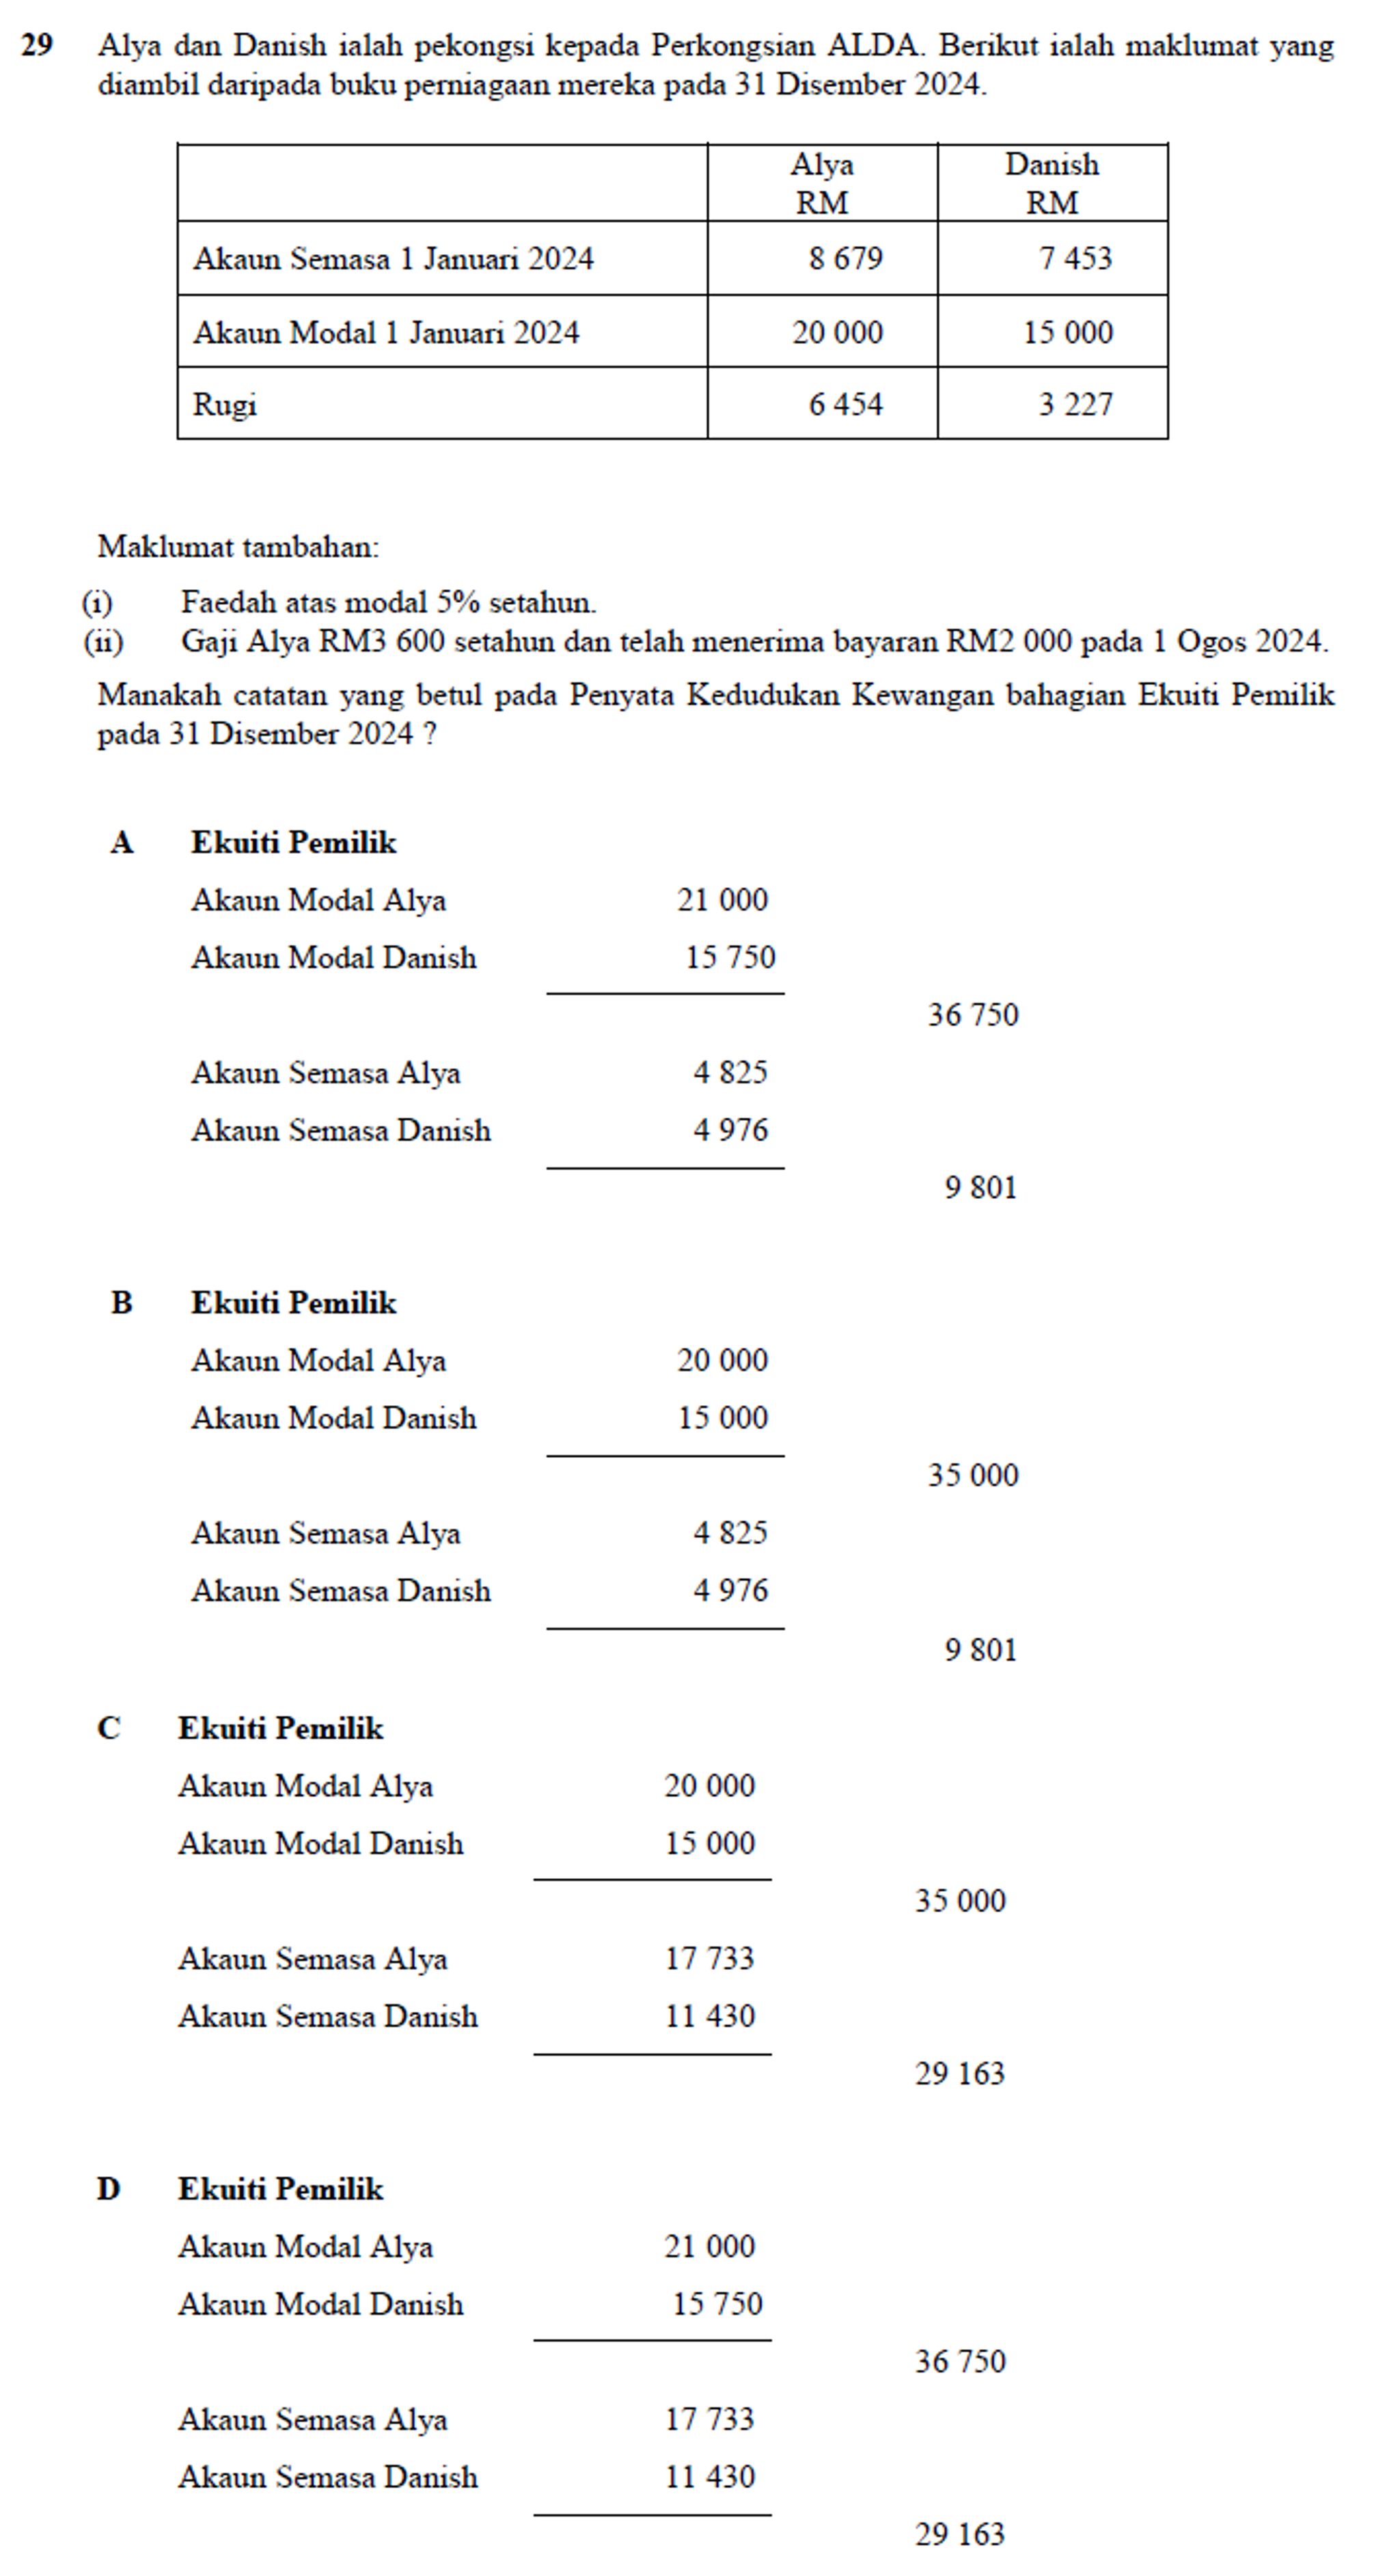 29 Alya dan Danish ialah pekongsi kepada Perkongsian ALDA. Berikut ialah maklumat yang
diambil daripada buku perniagaan mereka pada 31 Disember 2024.
Alya Danish
RM RM
Akaun Semasa 1 Januari 2024 8 679 7 453
Akaun Modal 1 Januari 2024 20 000 15 000
Rugi 6 454 3 227
Maklumat tambahan:
(i) Faedah atas modal 5% setahun.
(ii) Gaji Alya RM3 600 setahun dan telah menerima bayaran RM2 000 pada 1 Ogos 2024.
Manakah catatan yang betul pada Penyata Kedudukan Kewangan bahagian Ekuiti Pemilik
pada 31 Disember 2024 ?
A Ekuiti Pemilik
Akaun Modal Alya 21 000
Akaun Modal Danish 15 750
36 750
Akaun Semasa Alya 4 825
Akaun Semasa Danish 4 976
9 801
B Ekuiti Pemilik
Akaun Modal Alya 20 000
Akaun Modal Danish 15 000
35 000
Akaun Semasa Alya 4 825
Akaun Semasa Danish 4 976
9 801
C Ekuiti Pemilik
Akaun Modal Alya 20 000
Akaun Modal Danish 15 000
35 000
Akaun Semasa Alya 17 733
Akaun Semasa Danish 11 430
29 163
D Ekuiti Pemilik
Akaun Modal Alya 21 000
Akaun Modal Danish 15 750
36 750
Akaun Semasa Alya 17 733
Akaun Semasa Danish 11 430
29 163